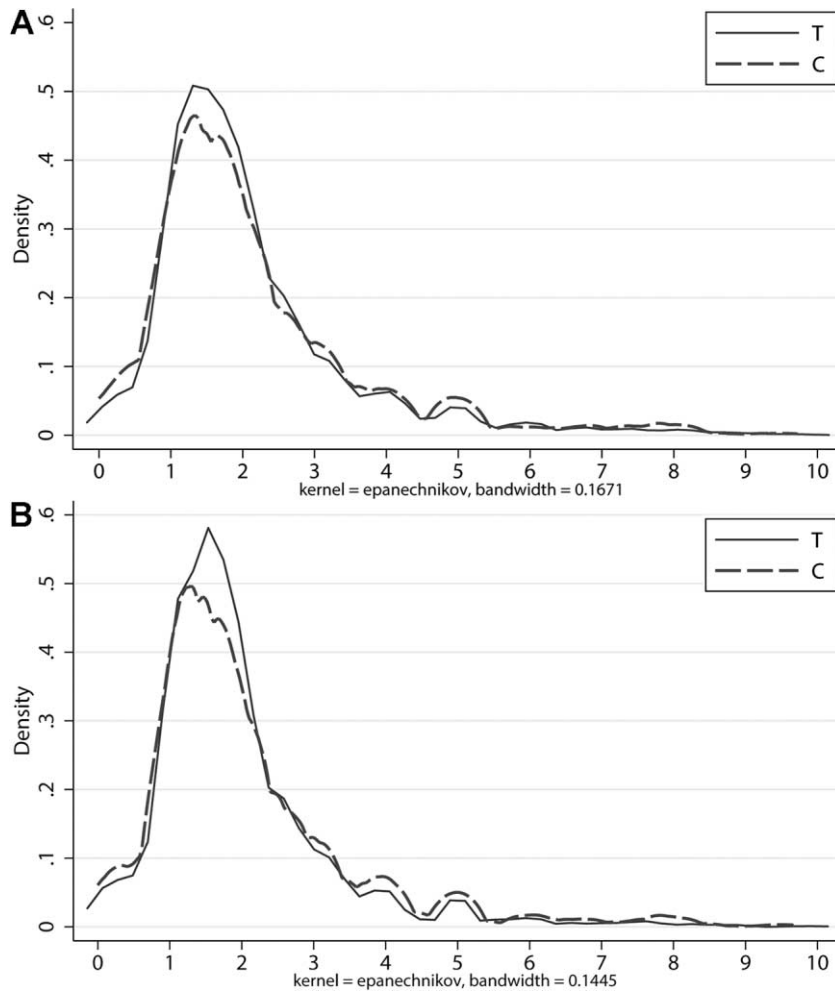 A
T
C
Density
.6
.5
.4
.3
.2
.1
0
0 1 2 3 4 5 6 7 8 9 10
kernel = epanechnikov, bandwidth = 0.1671
B
T
C
Density
.6
.5
.4
.3
.2
.1
0
0 1 2 3 4 5 6 7 8 9 10
kernel = epanechnikov, bandwidth = 0.1445